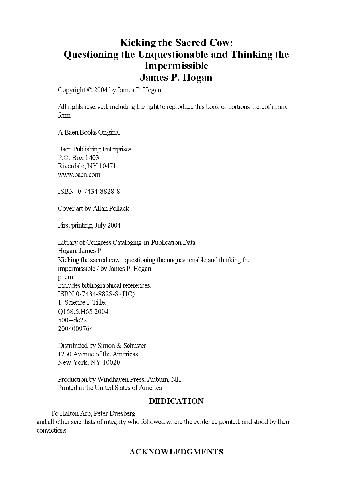 Kicking the Sacred Cow:
Questioning the Unquestionable and Thinking the
Impermissible
James P. Hogan
Copyright © 2004 by James P. Hogan
All rights reserved, including the right to reproduce this book or portions thereof in any
form.
A Baen Books Original
Baen Publishing Enterprises
P.O. Box 1403
Riverdale, NY 10471
www.baen.com
ISBN: 0-7434-8828-8
Cover art by Allan Pollack
First printing, July 2004
Library of Congress Cataloging-in-Publication Data
Hogan, James P.
Kicking the sacred cow : questioning the unquestionable and thinking the
impermissible / by James P. Hogan
p. cm.
Includes bibliographical references.
ISBN 0-7434-8828-8 (HC)
1. Science I. Title.
2004
Distributed by Simon & Schuster
1230 Avenue of the Americas
New York, NY 10020
Production by Windhaven Press, Auburn, NH
Printed in the United States of America
DEDICATION
To Halton Arp, Peter Duesberg
and all other scientists of integrity who followed where the evidence pointed, and stood by their
convictions.
ACKNOWLEDGMENTS